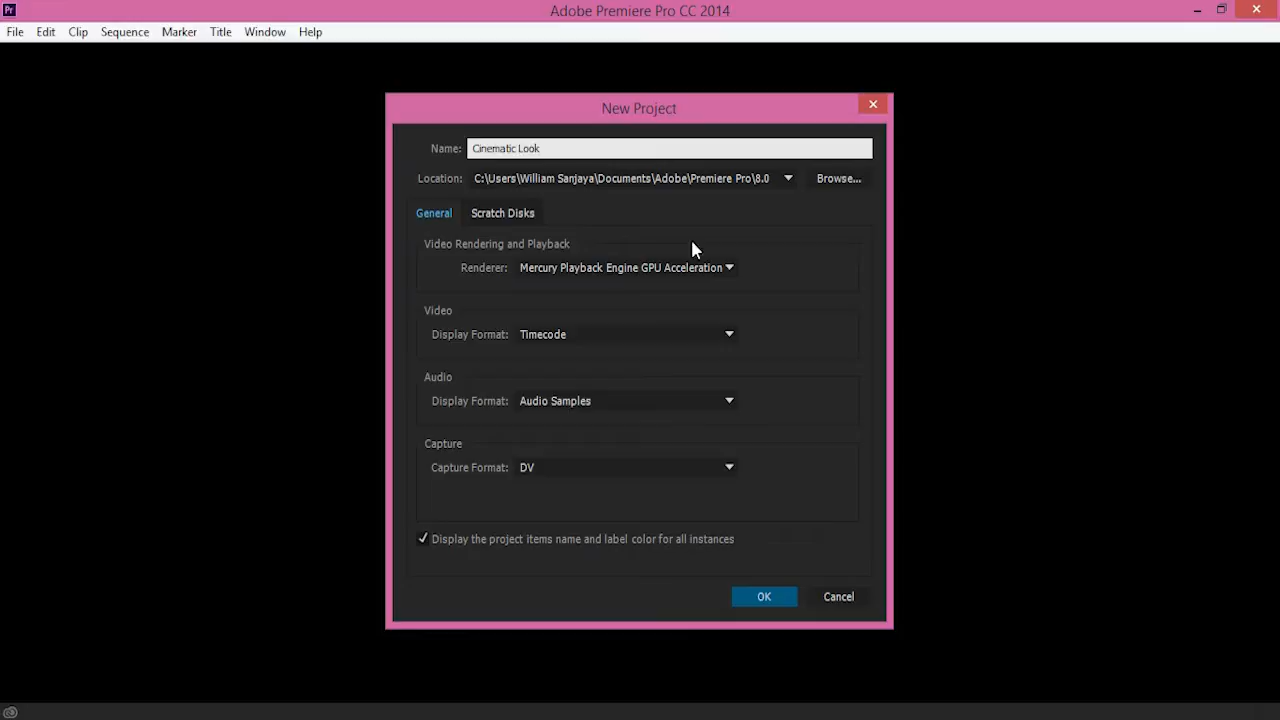 Pr
Adobe Premiere Pro CC 2014
File Edit Clip Sequence Marker Title Window Help
New Project
Name: Cinematic Look
Location: C:\Users\William Sanjaya\Documents\Adobe\Premiere Pro\8.0 Browse...
General Scratch Disks
Video Rendering and Playback
Renderer: Mercury Playback Engine GPU Acceleration
Video
Display Format: Timecode
Audio
Display Format: Audio Samples
Capture
Capture Format: DV
Display the project items name and label color for all instances
OK Cancel